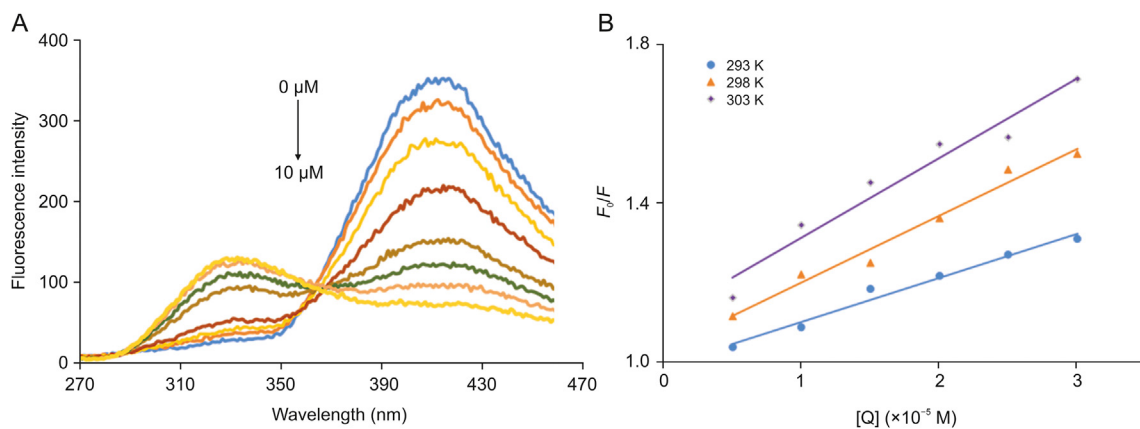 A
Fluorescence intensity
400
300
200
100
0
0 μM
10 μM
270
310
350
390
430
470
Wavelength (nm)
B
F₀/F
1.8
1.4
1.0
293 K
298 K
303 K
0
1
2
3
[Q] (×10⁻⁵ M)